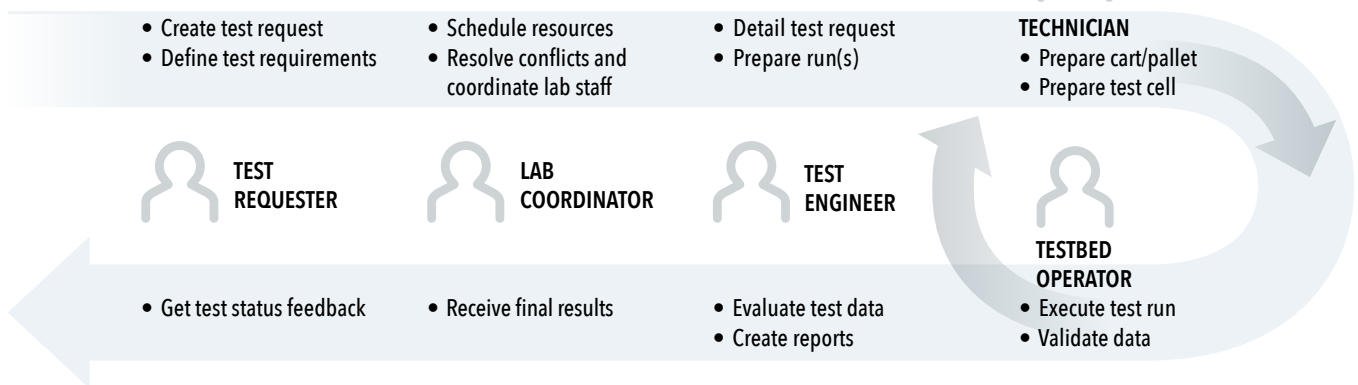 • Create test request
• Define test requirements
• Schedule resources
• Resolve conflicts and
coordinate lab staff
• Detail test request
• Prepare run(s)
TECHNICIAN
• Prepare cart/pallet
• Prepare test cell
TEST
REQUESTER
LAB
COORDINATOR
TEST
ENGINEER
TESTBED
OPERATOR
• Get test status feedback
• Receive final results
• Evaluate test data
• Create reports
• Execute test run
• Validate data